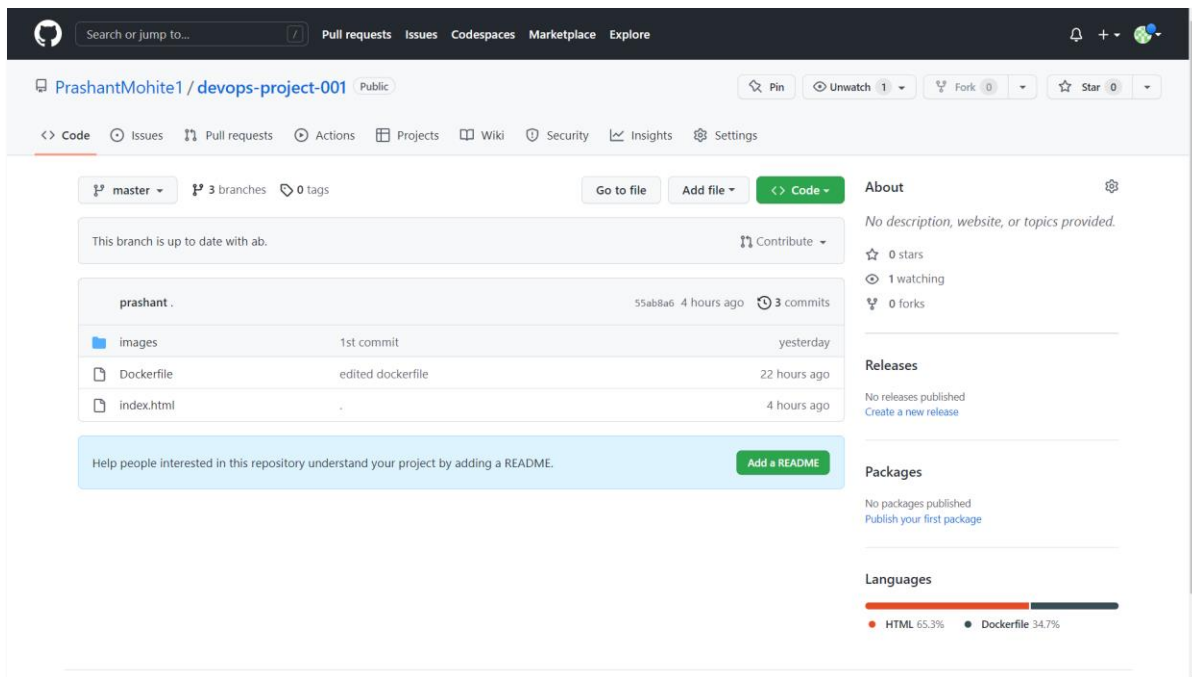 Search or jump to... / Pull requests Issues Codespaces Marketplace Explore
PrashantMohite1 / devops-project-001 Public Pin Unwatch 1 Fork 0 Star 0
<> Code Issues Pull requests Actions Projects Wiki Security Insights Settings
master 3 branches 0 tags Go to file Add file <> Code
This branch is up to date with ab. Contribute
prashant . 55ab8a6 4 hours ago 3 commits
images 1st commit yesterday
Dockerfile edited dockerfile 22 hours ago
index.html . 4 hours ago
Help people interested in this repository understand your project by adding a README. Add a README
About
No description, website, or topics provided.
0 stars
1 watching
0 forks
Releases
No releases published
Create a new release
Packages
No packages published
Publish your first package
Languages
HTML 65.3% Dockerfile 34.7%